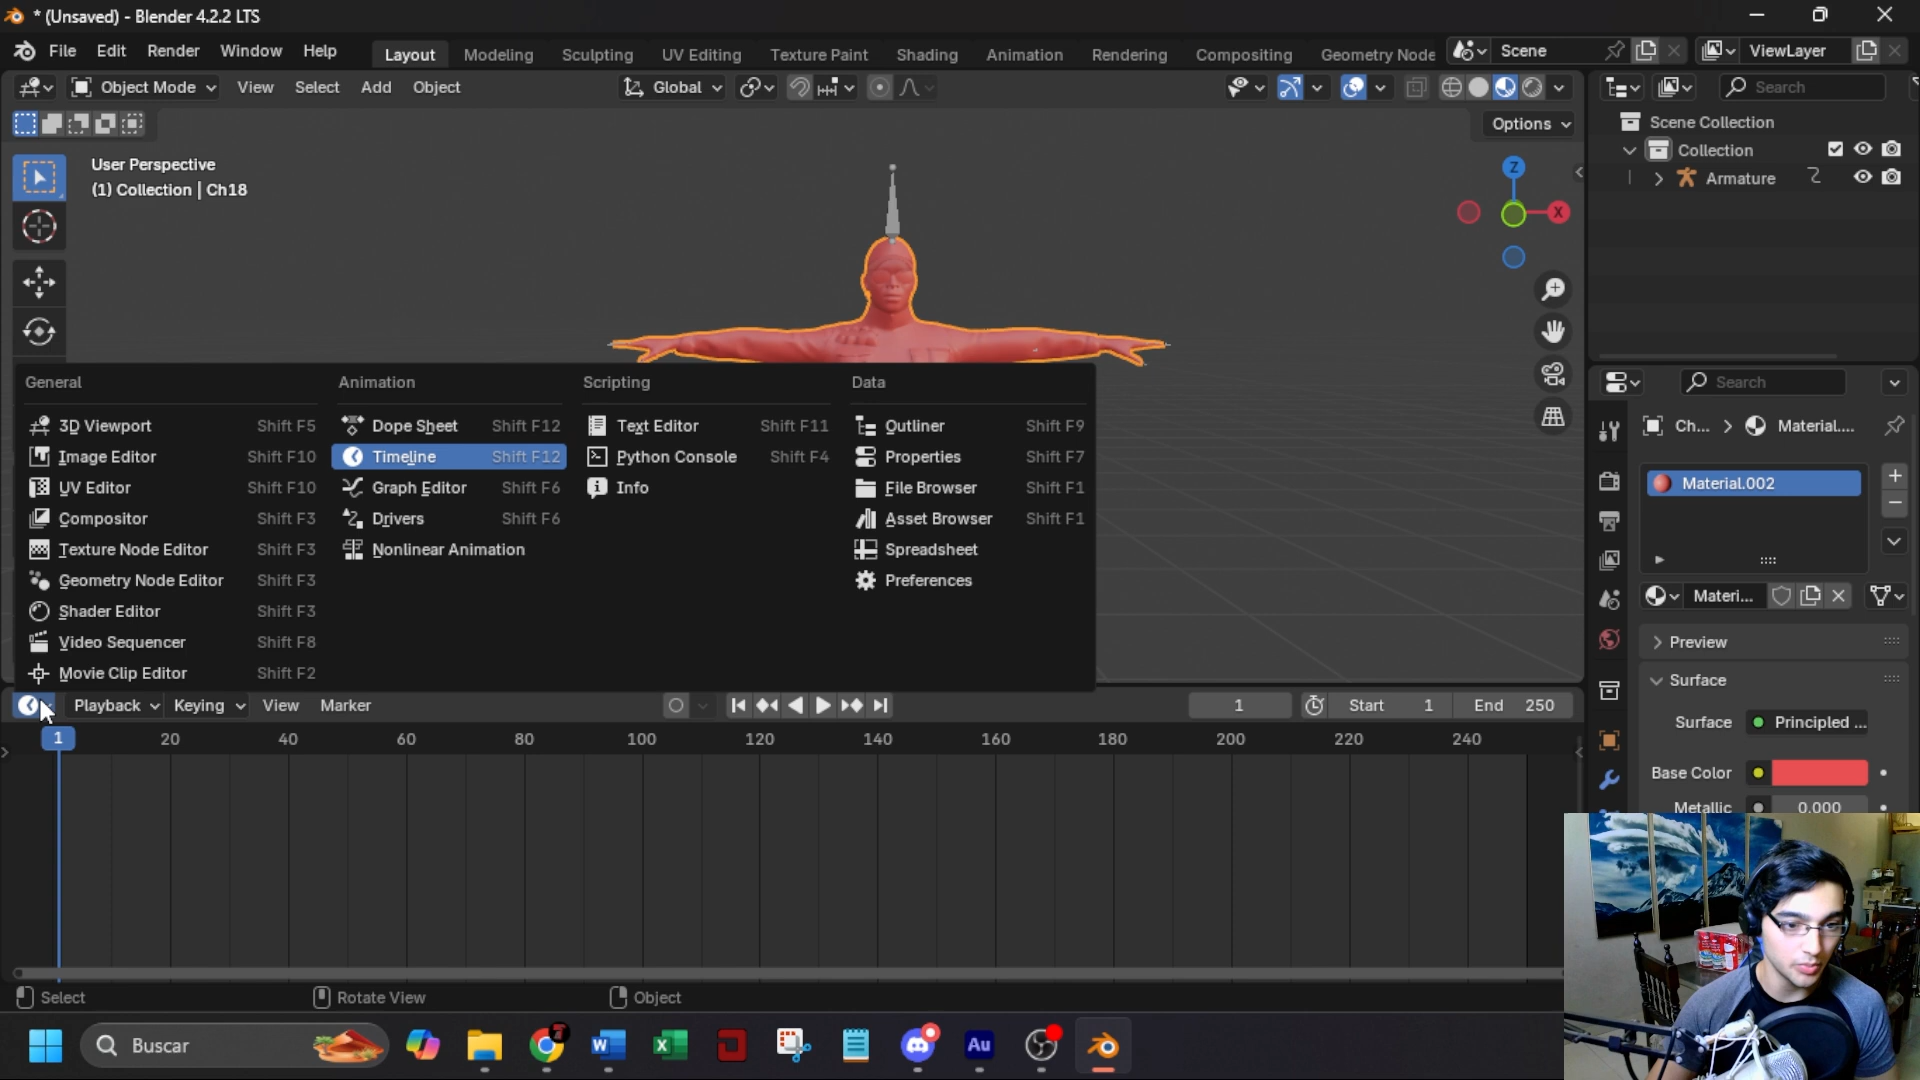 * (Unsaved) - Blender 4.2.2 LTS
File Edit Render Window Help Layout Modeling Sculpting UV Editing Texture Paint Shading Animation Rendering Compositing Geometry Node Scene ViewLayer
Object Mode View Select Add Object Global Search
Options
User Perspective
(1) Collection | Ch18
Z
X
Scene Collection
Collection
Armature
General Animation Scripting Data
Search
3D Viewport Shift F5 Dope Sheet Shift F12 Text Editor Shift F11 Outliner Shift F9
Ch... > Material....
Image Editor Shift F10 Timeline Shift F12 Python Console Shift F4 Properties Shift F7
UV Editor Shift F10 Graph Editor Shift F6 Info File Browser Shift F1
Material.002
Compositor Shift F3 Drivers Shift F6 Asset Browser Shift F1
Texture Node Editor Shift F3 Nonlinear Animation Spreadsheet
Geometry Node Editor Shift F3 Preferences
Materi...
Shader Editor Shift F3
Video Sequencer Shift F8
Preview
Movie Clip Editor Shift F2
Surface
Playback Keying View Marker 1 Start 1 End 250
Surface Principled ...
1 20 40 60 80 100 120 140 160 180 200 220 240
Base Color
Metallic 0.000
Select Rotate View Object
Buscar
Au